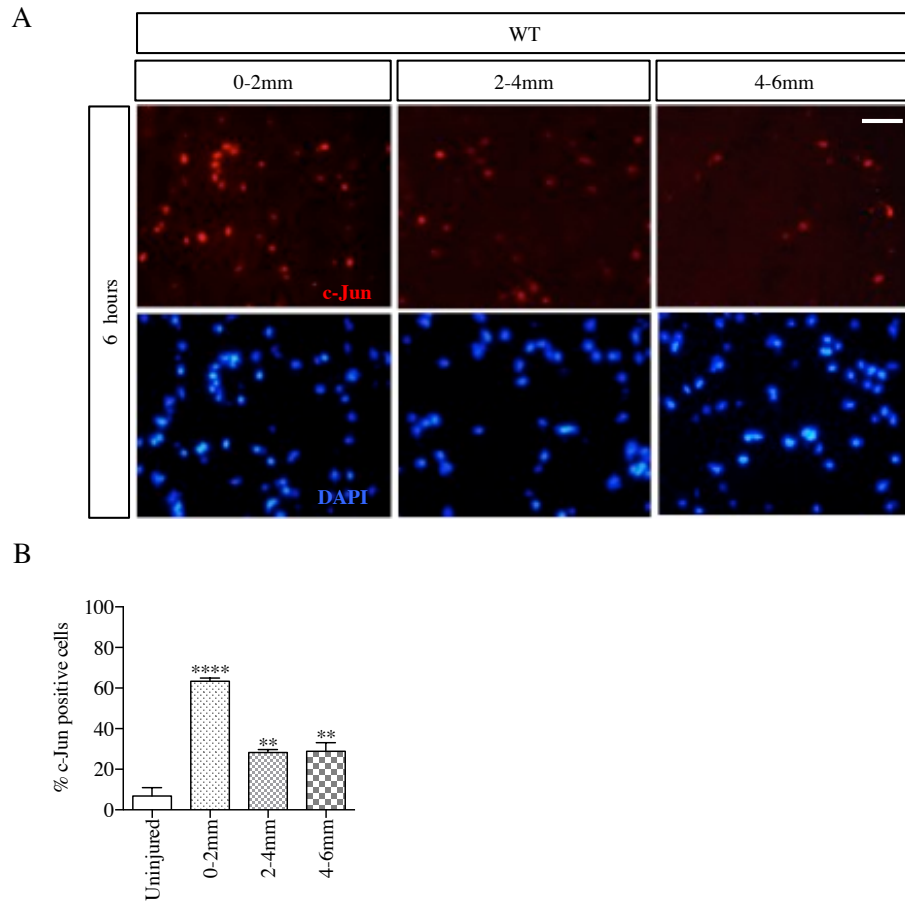 A
WT
0-2mm 2-4mm 4-6mm
6 hours
c-Jun
DAPI
B
% c-Jun positive cells
100
80
60
40
20
0
****
**
**
Uninjured
0-2mm
2-4mm
4-6mm